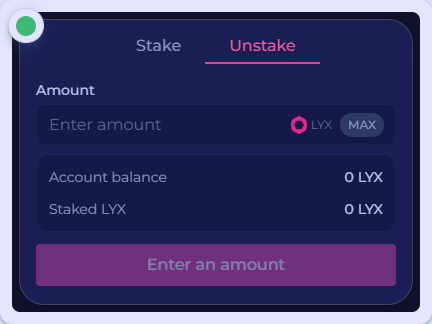 Stake Unstake
Amount
Enter amount LYX MAX
Account balance 0 LYX
Staked LYX 0 LYX
Enter an amount